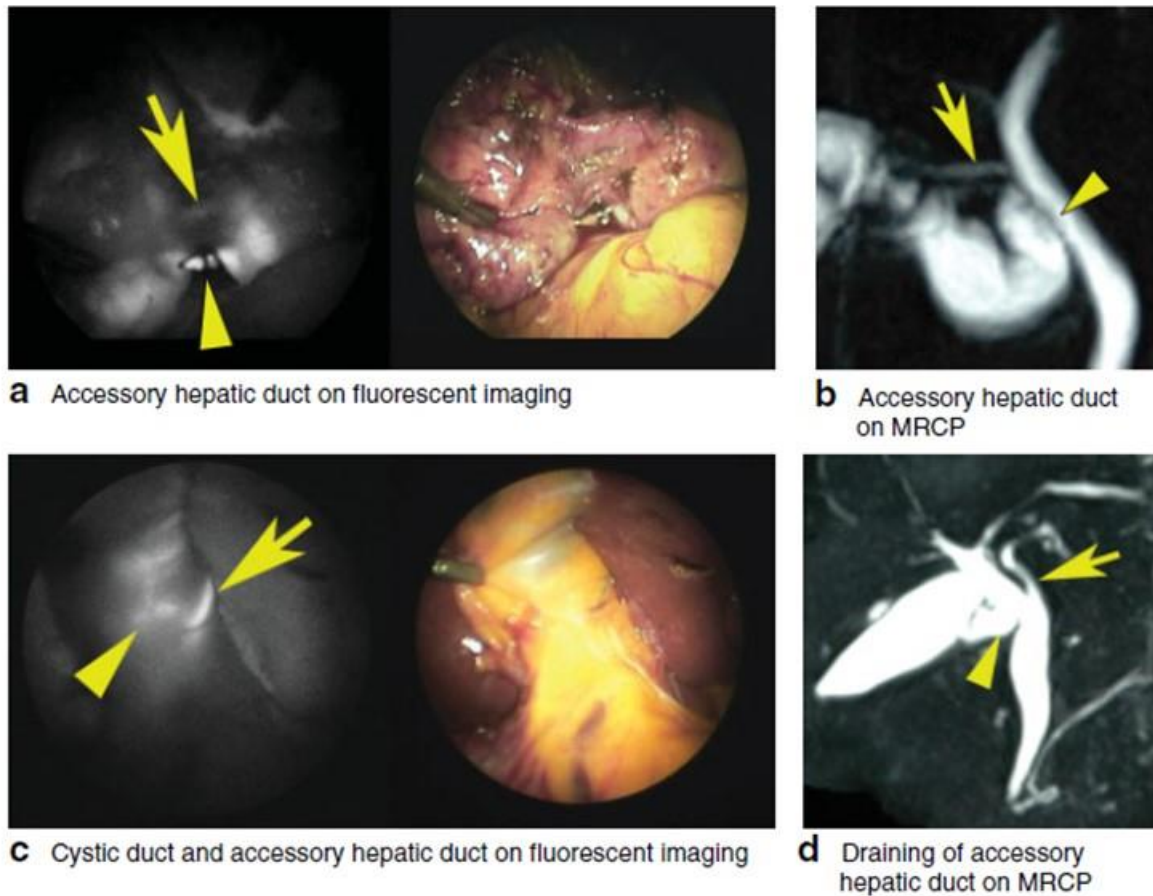 a Accessory hepatic duct on fluorescent imaging
b Accessory hepatic duct
on MRCP
c Cystic duct and accessory hepatic duct on fluorescent imaging
d Draining of accessory
hepatic duct on MRCP